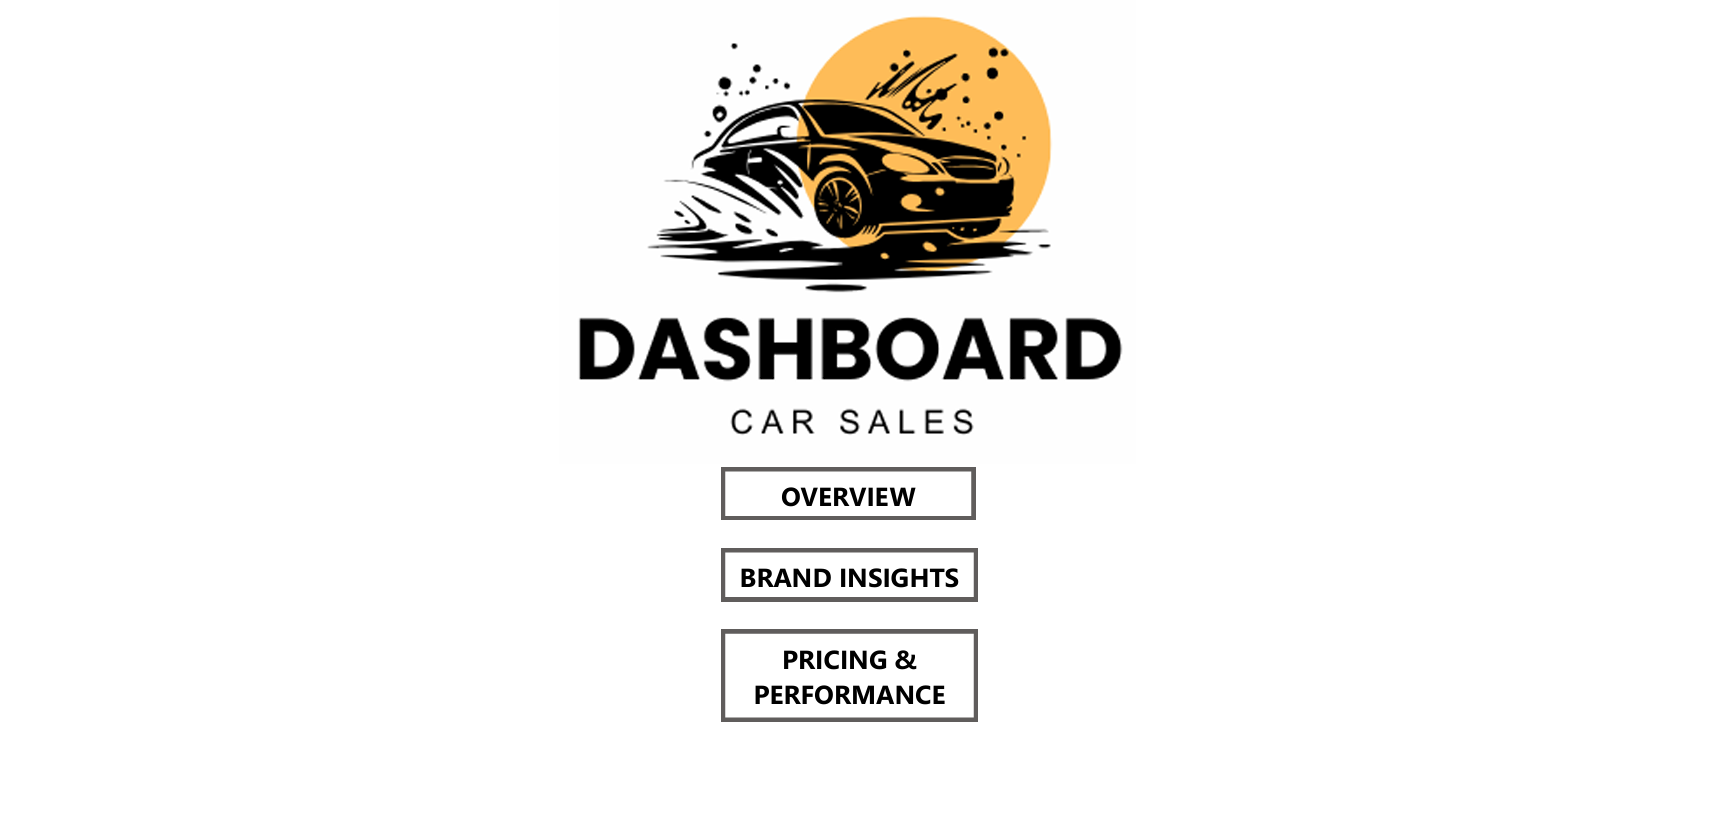 DASHBOARD
CAR SALES
OVERVIEW
BRAND INSIGHTS
PRICING &
PERFORMANCE